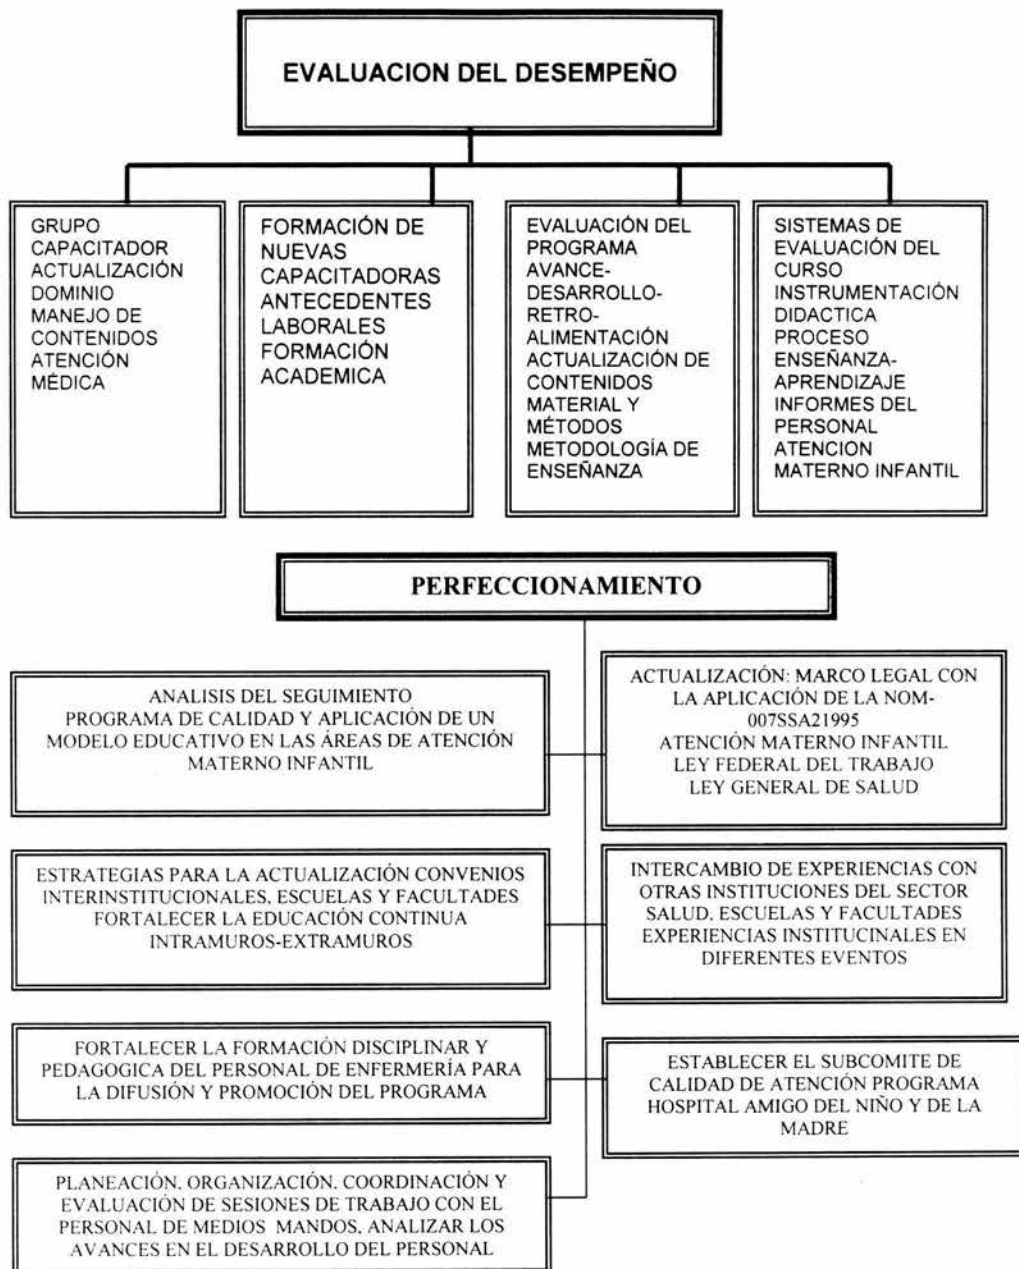 EVALUACION DEL DESEMPEÑO
GRUPO
CAPACITADOR
ACTUALIZACIÓN
DOMINIO
MANEJO DE
CONTENIDOS
ATENCIÓN
MÉDICA
FORMACIÓN DE
NUEVAS
CAPACITADORAS
ANTECEDENTES
LABORALES
FORMACIÓN
ACADEMICA
EVALUACIÓN DEL
PROGRAMA
AVANCE-
DESARROLLO-
RETRO-
ALIMENTACIÓN
ACTUALIZACIÓN DE
CONTENIDOS
MATERIAL Y
MÉTODOS
METODOLOGÍA DE
ENSEÑANZA
SISTEMAS DE
EVALUACIÓN DEL
CURSO
INSTRUMENTACIÓN
DIDACTICA
PROCESO
ENSEÑANZA-
APRENDIZAJE
INFORMES DEL
PERSONAL
ATENCION
MATERNO INFANTIL
PERFECCIONAMIENTO
ANALISIS DEL SEGUIMIENTO
PROGRAMA DE CALIDAD Y APLICACIÓN DE UN
MODELO EDUCATIVO EN LAS ÁREAS DE ATENCIÓN
MATERNO INFANTIL
ACTUALIZACIÓN: MARCO LEGAL CON
LA APLICACIÓN DE LA NOM-
007SSA21995
ATENCIÓN MATERNO INFANTIL
LEY FEDERAL DEL TRABAJO
LEY GENERAL DE SALUD
ESTRATEGIAS PARA LA ACTUALIZACIÓN CONVENIOS
INTERINSTITUCIONALES, ESCUELAS Y FACULTADES
FORTALECER LA EDUCACIÓN CONTINUA
INTRAMUROS-EXTRAMUROS
INTERCAMBIO DE EXPERIENCIAS CON
OTRAS INSTITUCIONES DEL SECTOR
SALUD, ESCUELAS Y FACULTADES
EXPERIENCIAS INSTITUCINALES EN
DIFERENTES EVENTOS
FORTALECER LA FORMACIÓN DISCIPLINAR Y
PEDAGOGICA DEL PERSONAL DE ENFERMERÍA PARA
LA DIFUSIÓN Y PROMOCIÓN DEL PROGRAMA
ESTABLECER EL SUBCOMITE DE
CALIDAD DE ATENCIÓN PROGRAMA
HOSPITAL AMIGO DEL NIÑO Y DE LA
MADRE
PLANEACIÓN, ORGANIZACIÓN, COORDINACIÓN Y
EVALUACIÓN DE SESIONES DE TRABAJO CON EL
PERSONAL DE MEDIOS MANDOS, ANALIZAR LOS
AVANCES EN EL DESARROLLO DEL PERSONAL